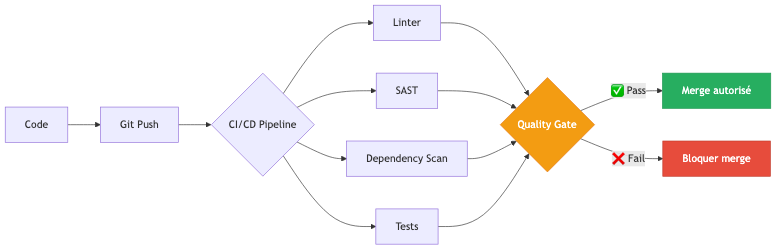 Code
Git Push
CI/CD Pipeline
Linter
SAST
Dependency Scan
Tests
Quality Gate
✅ Pass
❌ Fail
Merge autorisé
Bloquer merge